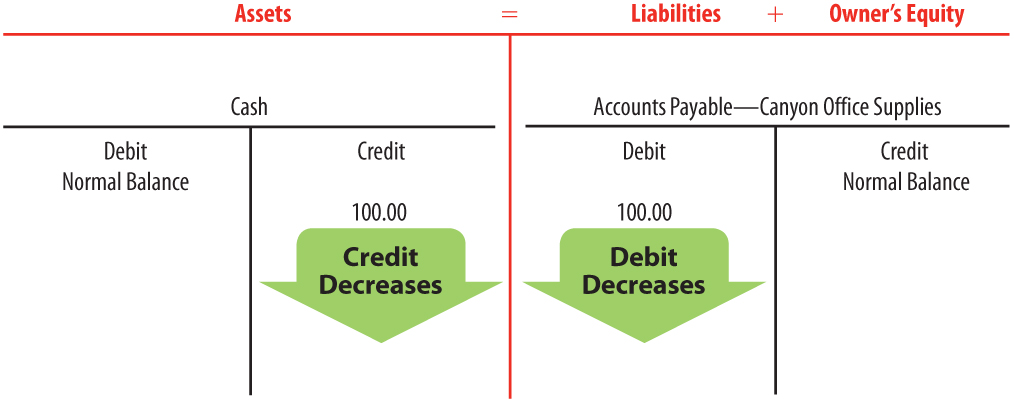 Assets = Liabilities + Owner's Equity
Cash
Accounts Payable—Canyon Office Supplies
Debit
Normal Balance
Credit
100.00
Credit
Decreases
Debit
100.00
Debit
Decreases
Credit
Normal Balance